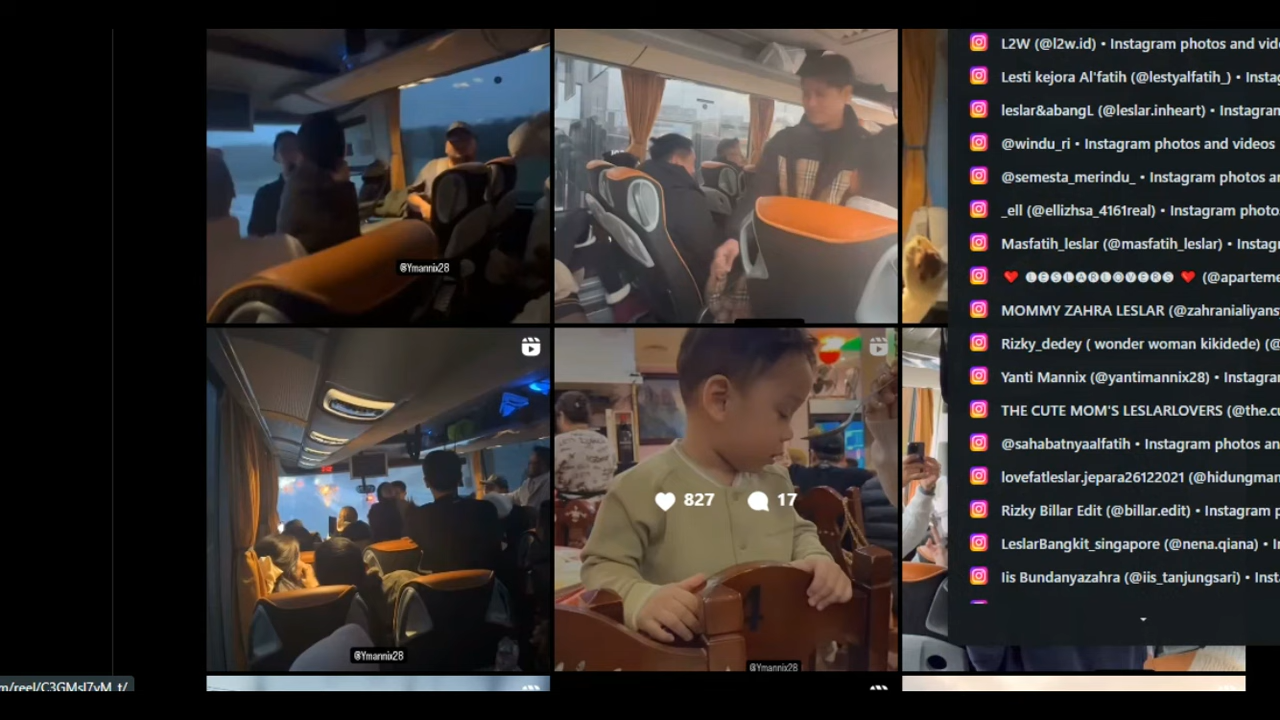 @Ymannix28
@Ymannix28
827
17
@Ymannix28
L2W (@l2w.id) • Instagram photos and vid
Lesti kejora Al'fatih (@lestyalfatih_) • Insta
leslar&abangL (@leslar.inheart) • Instagram
@windu_ri • Instagram photos and videos
@semesta_merindu_ • Instagram photos a
_ell (@ellizhsa_4161real) • Instagram photo
Masfatih_leslar (@masfatih_leslar) • Instag
❤️ 🅛🅔🅢🅛🅐🅡🅛🅞🅥🅔🅡🅢 ❤️ (@aparteme
MOMMY ZAHRA LESLAR (@zahranialiyans
Rizky_dedey ( wonder woman kikidede) (@
Yanti Mannix (@yantimannix28) • Instagram
THE CUTE MOM'S LESLARLOVERS (@the.cu
@sahabatnyaalfatih • Instagram photos an
lovefatleslar.jepara26122021 (@hidungman
Rizky Billar Edit (@billar.edit) • Instagram p
LeslarBangkit_singapore (@nena.qiana) • In
Iis Bundanyazahra (@iis_tanjungsari) • Inst
m/reel/C3GMsl7yM_t/